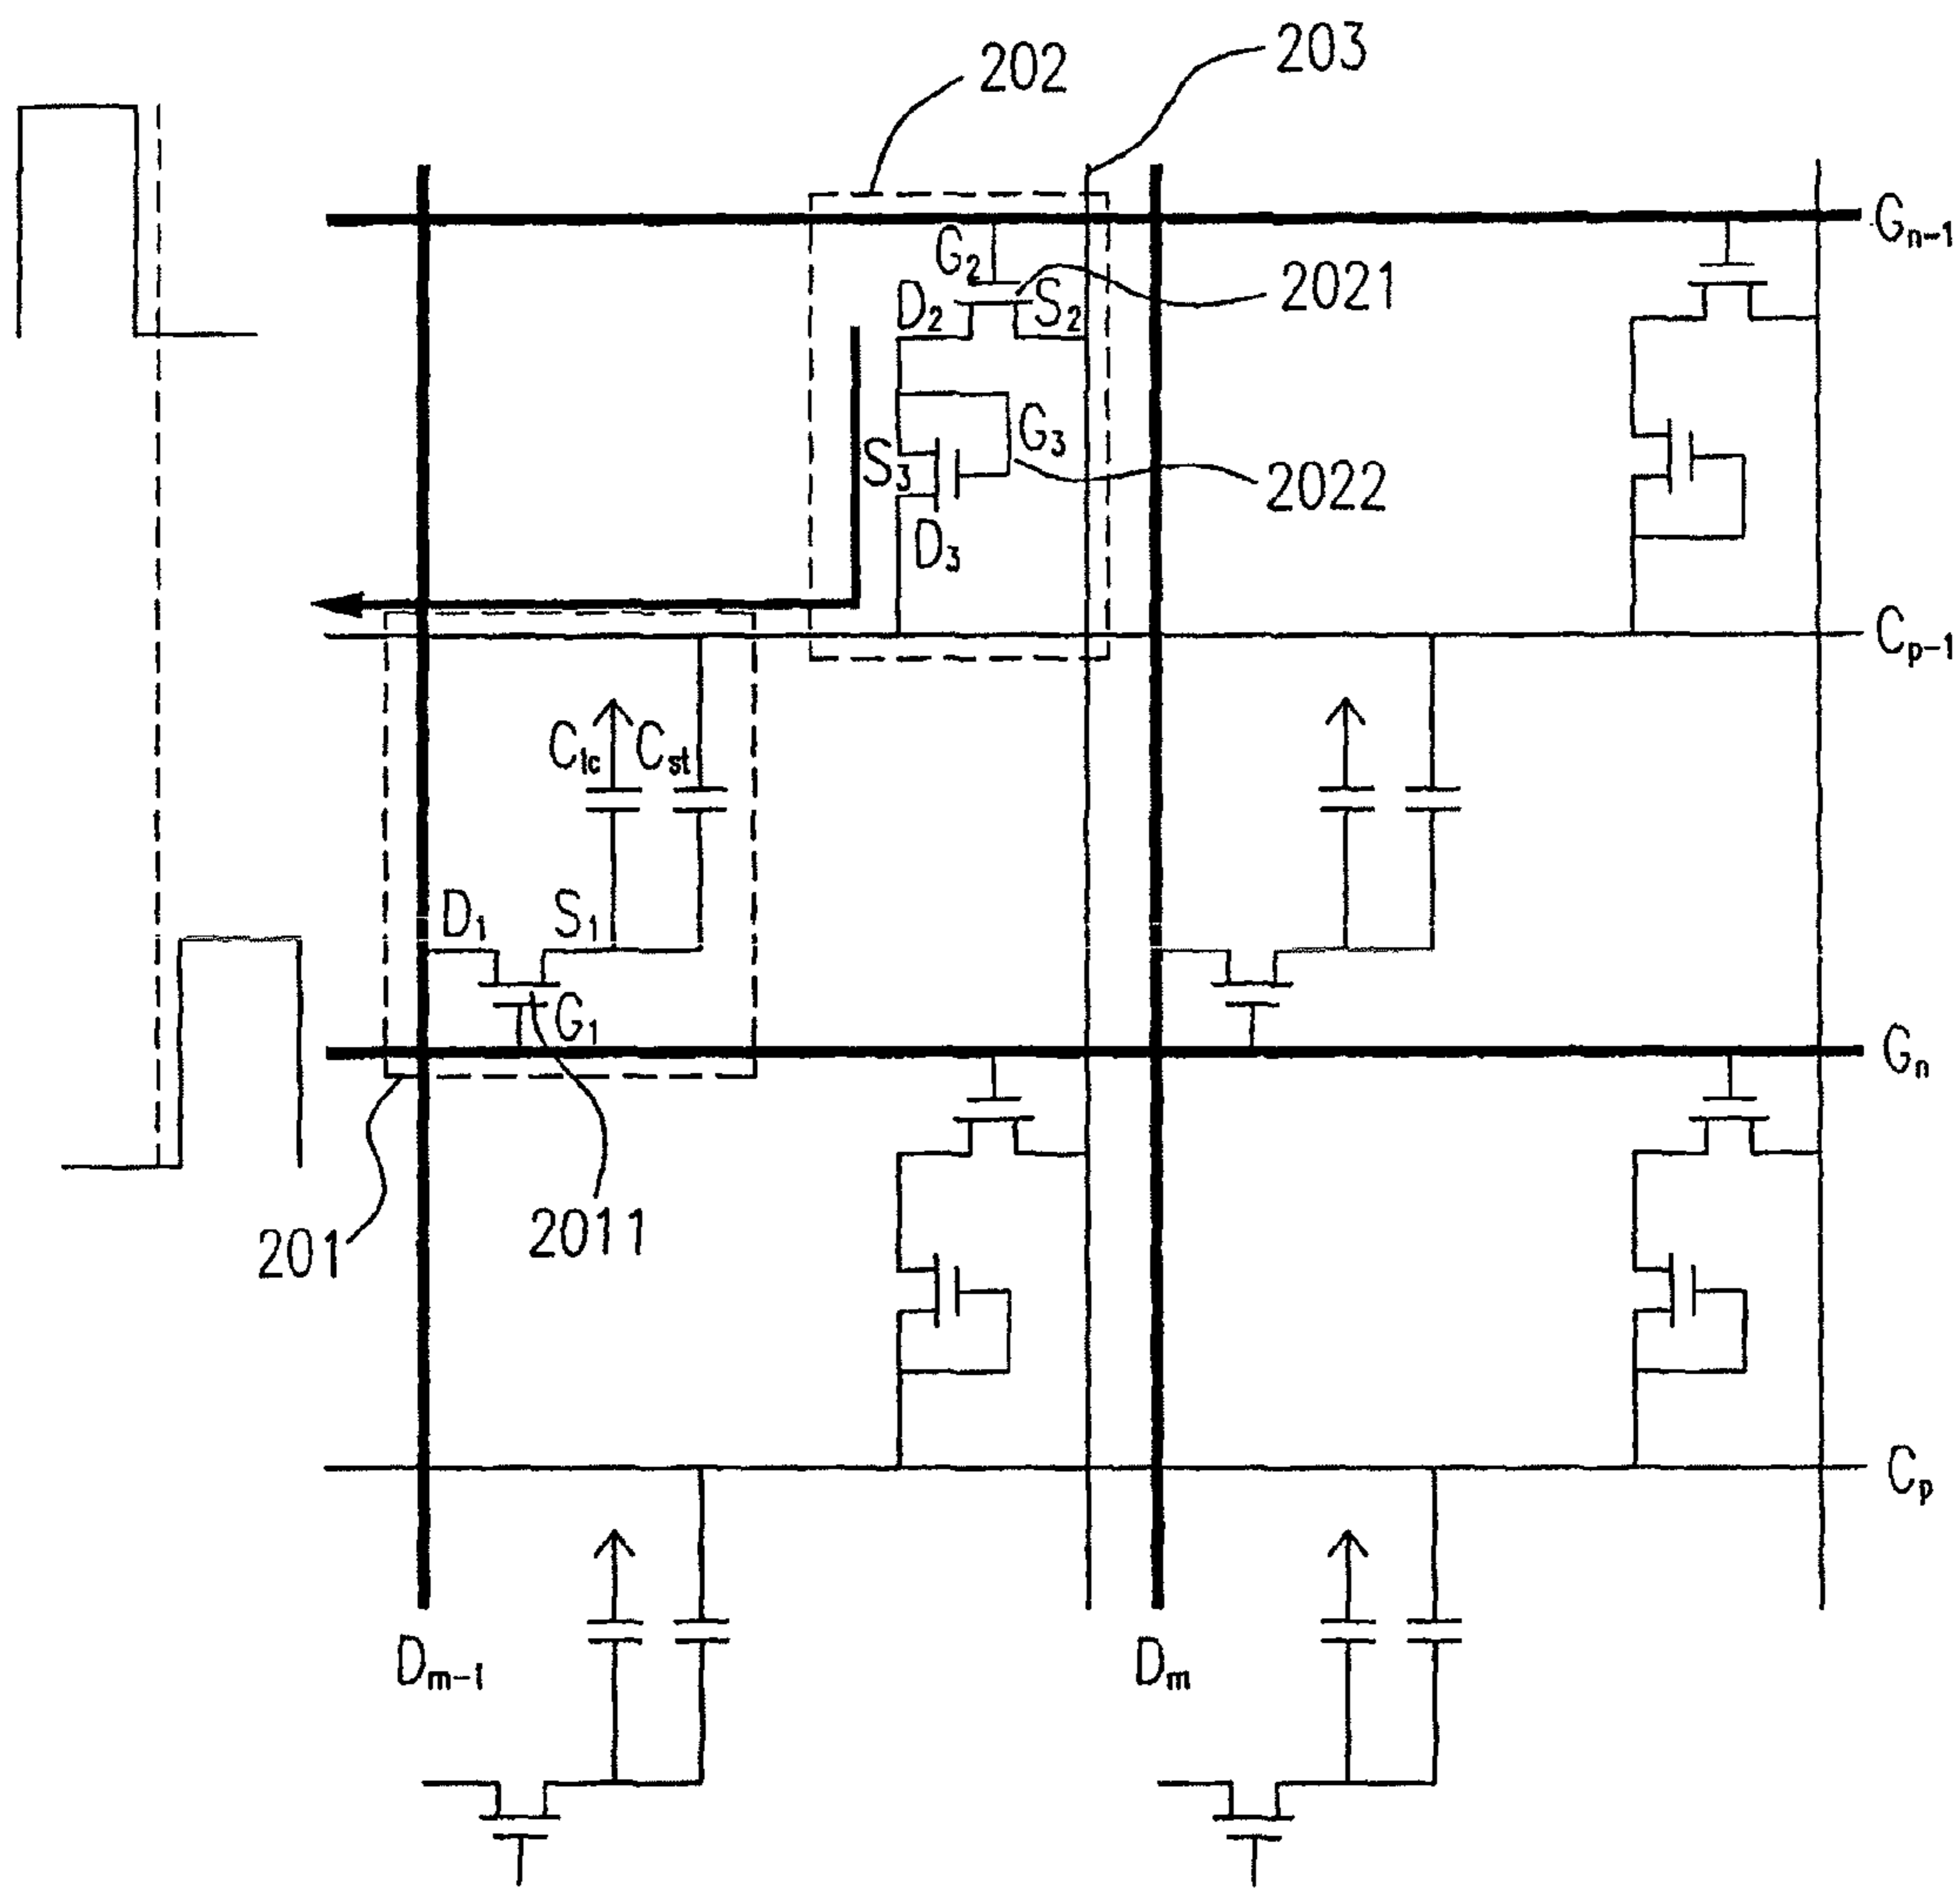 203
202
Gn-1
G2
2021
D2 S2
G3
S3
2022
D3
Cp-1
Clc Cst
D1 S1
G1
Gn
2011
201
Cp
Dm-1
Dm